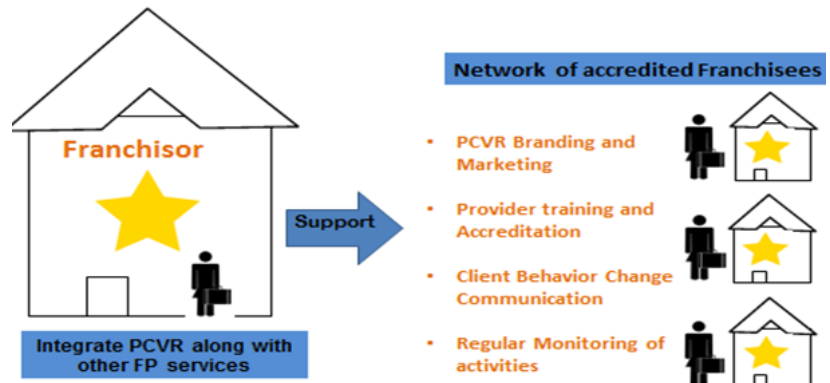 Franchisor
Integrate PCVR along with
other FP services
Support
Network of accredited Franchisees
• PCVR Branding and
Marketing
• Provider training and
Accreditation
• Client Behavior Change
Communication
• Regular Monitoring of
activities